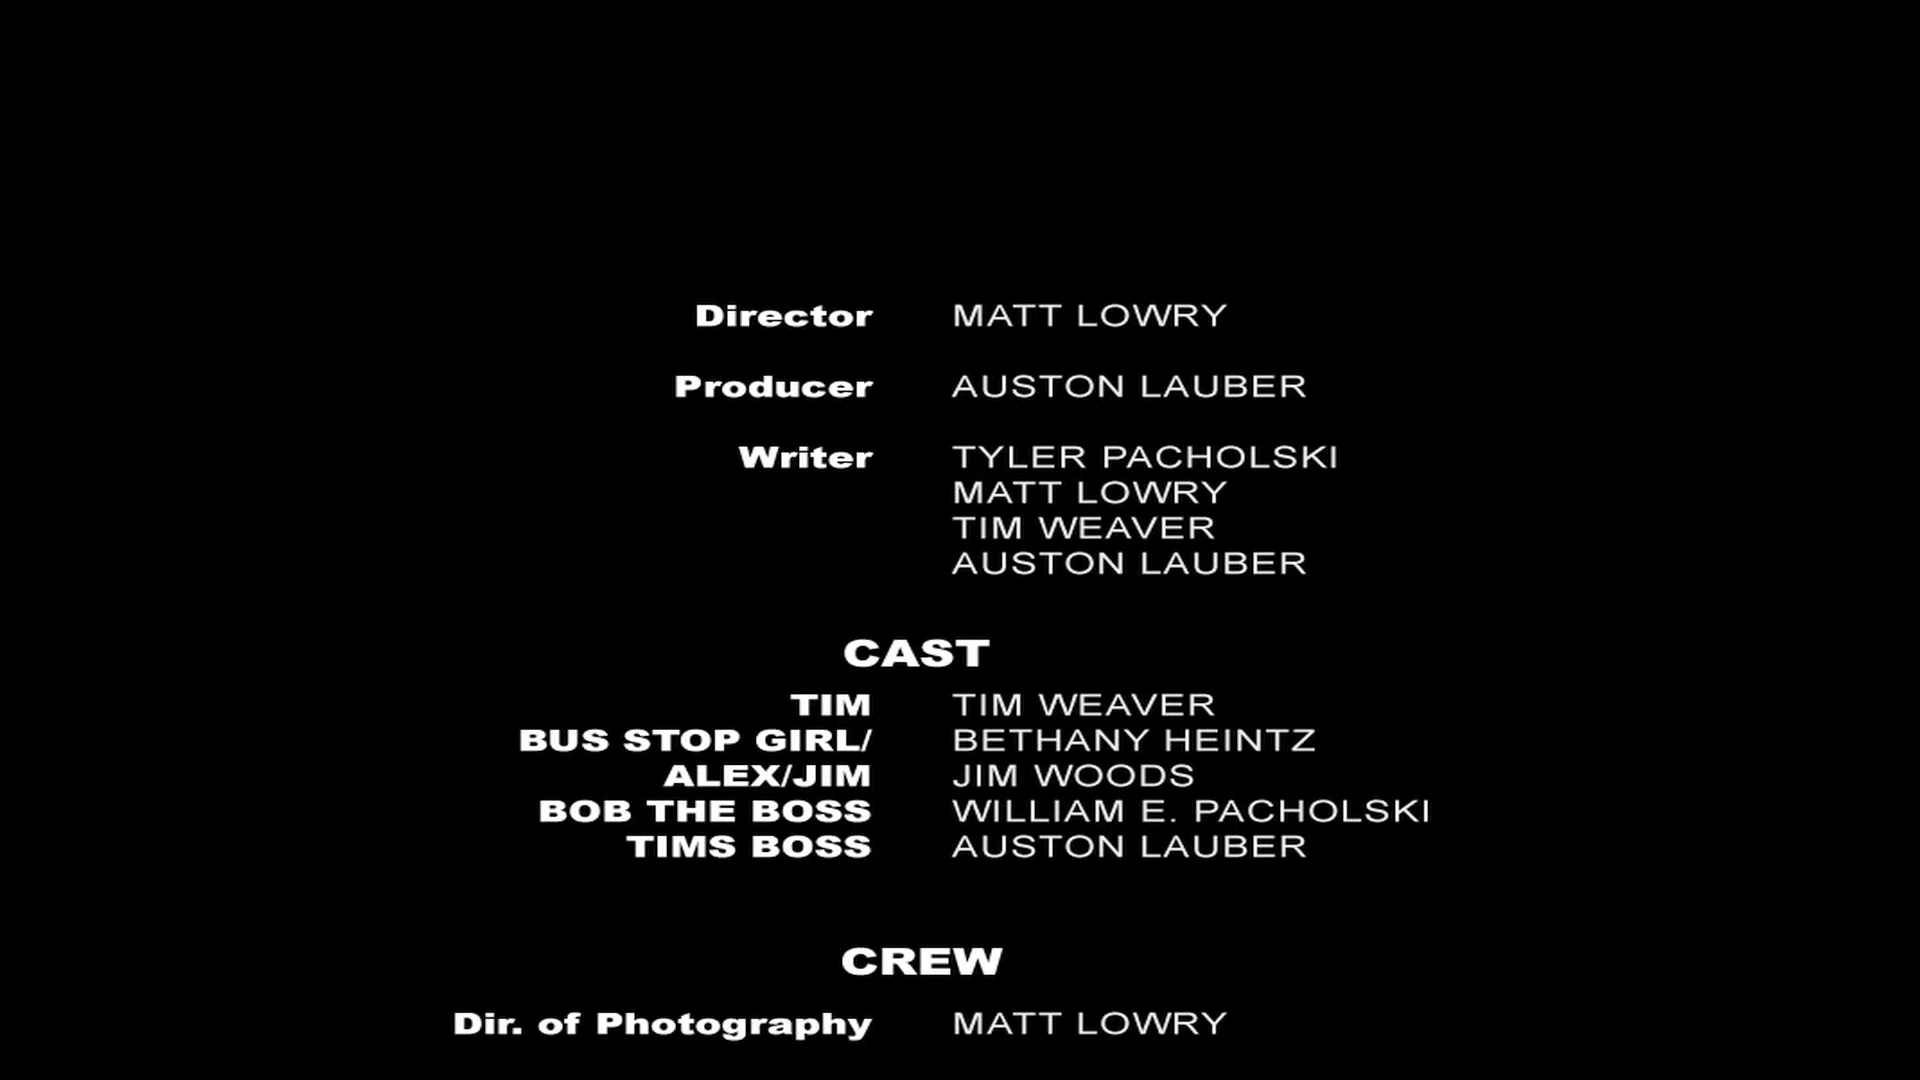 Director MATT LOWRY
Producer AUSTON LAUBER
Writer TYLER PACHOLSKI
MATT LOWRY
TIM WEAVER
AUSTON LAUBER
CAST
TIM TIM WEAVER
BUS STOP GIRL/ BETHANY HEINTZ
ALEX/JIM JIM WOODS
BOB THE BOSS WILLIAM E. PACHOLSKI
TIMS BOSS AUSTON LAUBER
CREW
Dir. of Photography MATT LOWRY